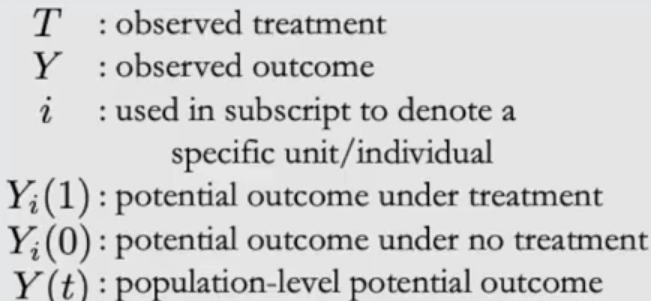 T : observed treatment
Y : observed outcome
i : used in subscript to denote a
specific unit/individual
Y_i(1) : potential outcome under treatment
Y_i(0) : potential outcome under no treatment
Y(t) : population-level potential outcome